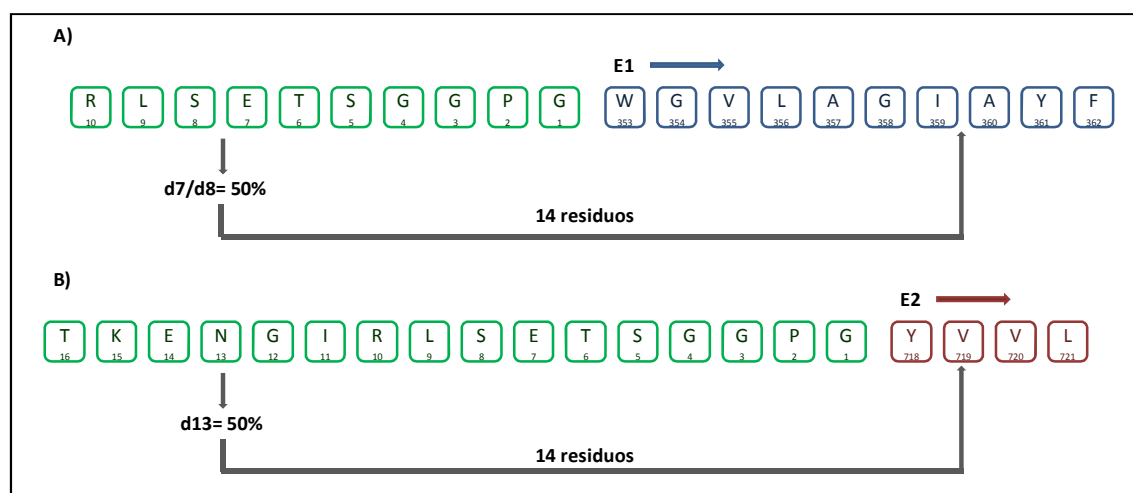 A)
E1
R L S E T S G G P G W G V L A G I A Y F
10 9 8 7 6 5 4 3 2 1 353 354 355 356 357 358 359 360 361 362
d7/d8= 50%
14 residuos
B)
E2
T K E N G I R L S E T S G G P G Y V V L
16 15 14 13 12 11 10 9 8 7 6 5 4 3 2 1 718 719 720 721
d13= 50%
14 residuos